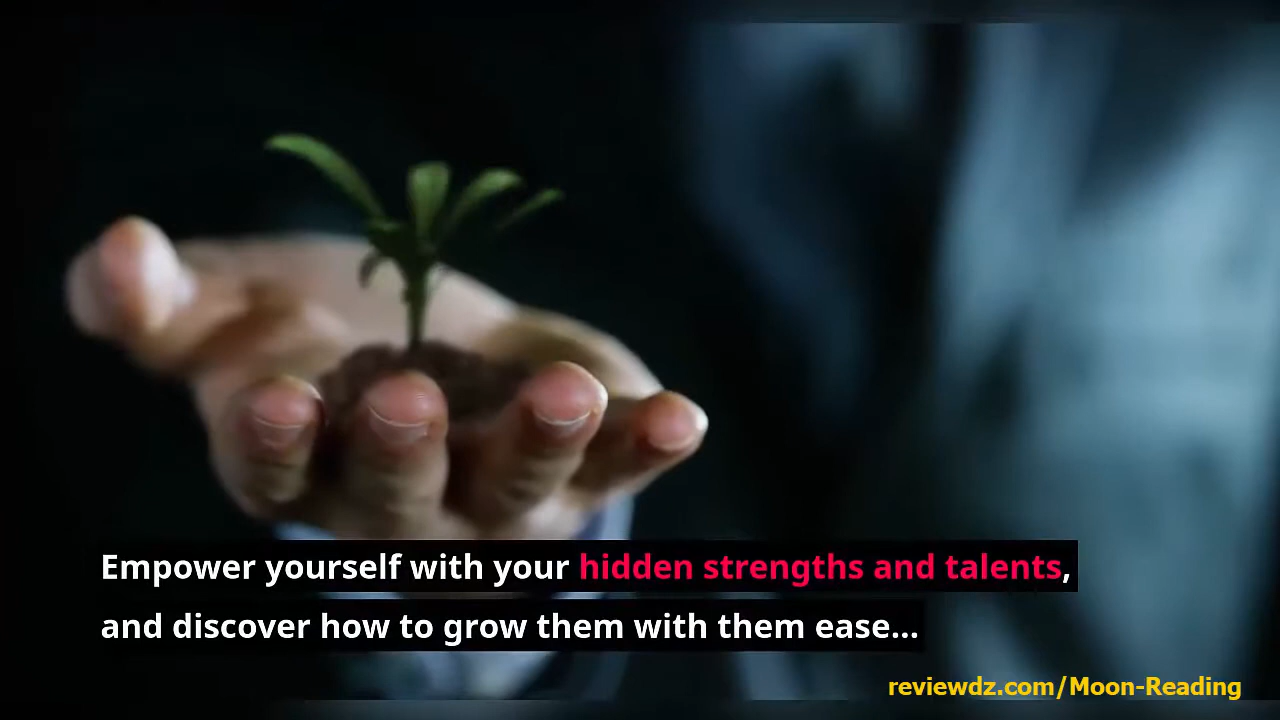 Empower yourself with your hidden strengths and talents,
and discover how to grow them with them ease...
reviewdz.com/Moon-Reading